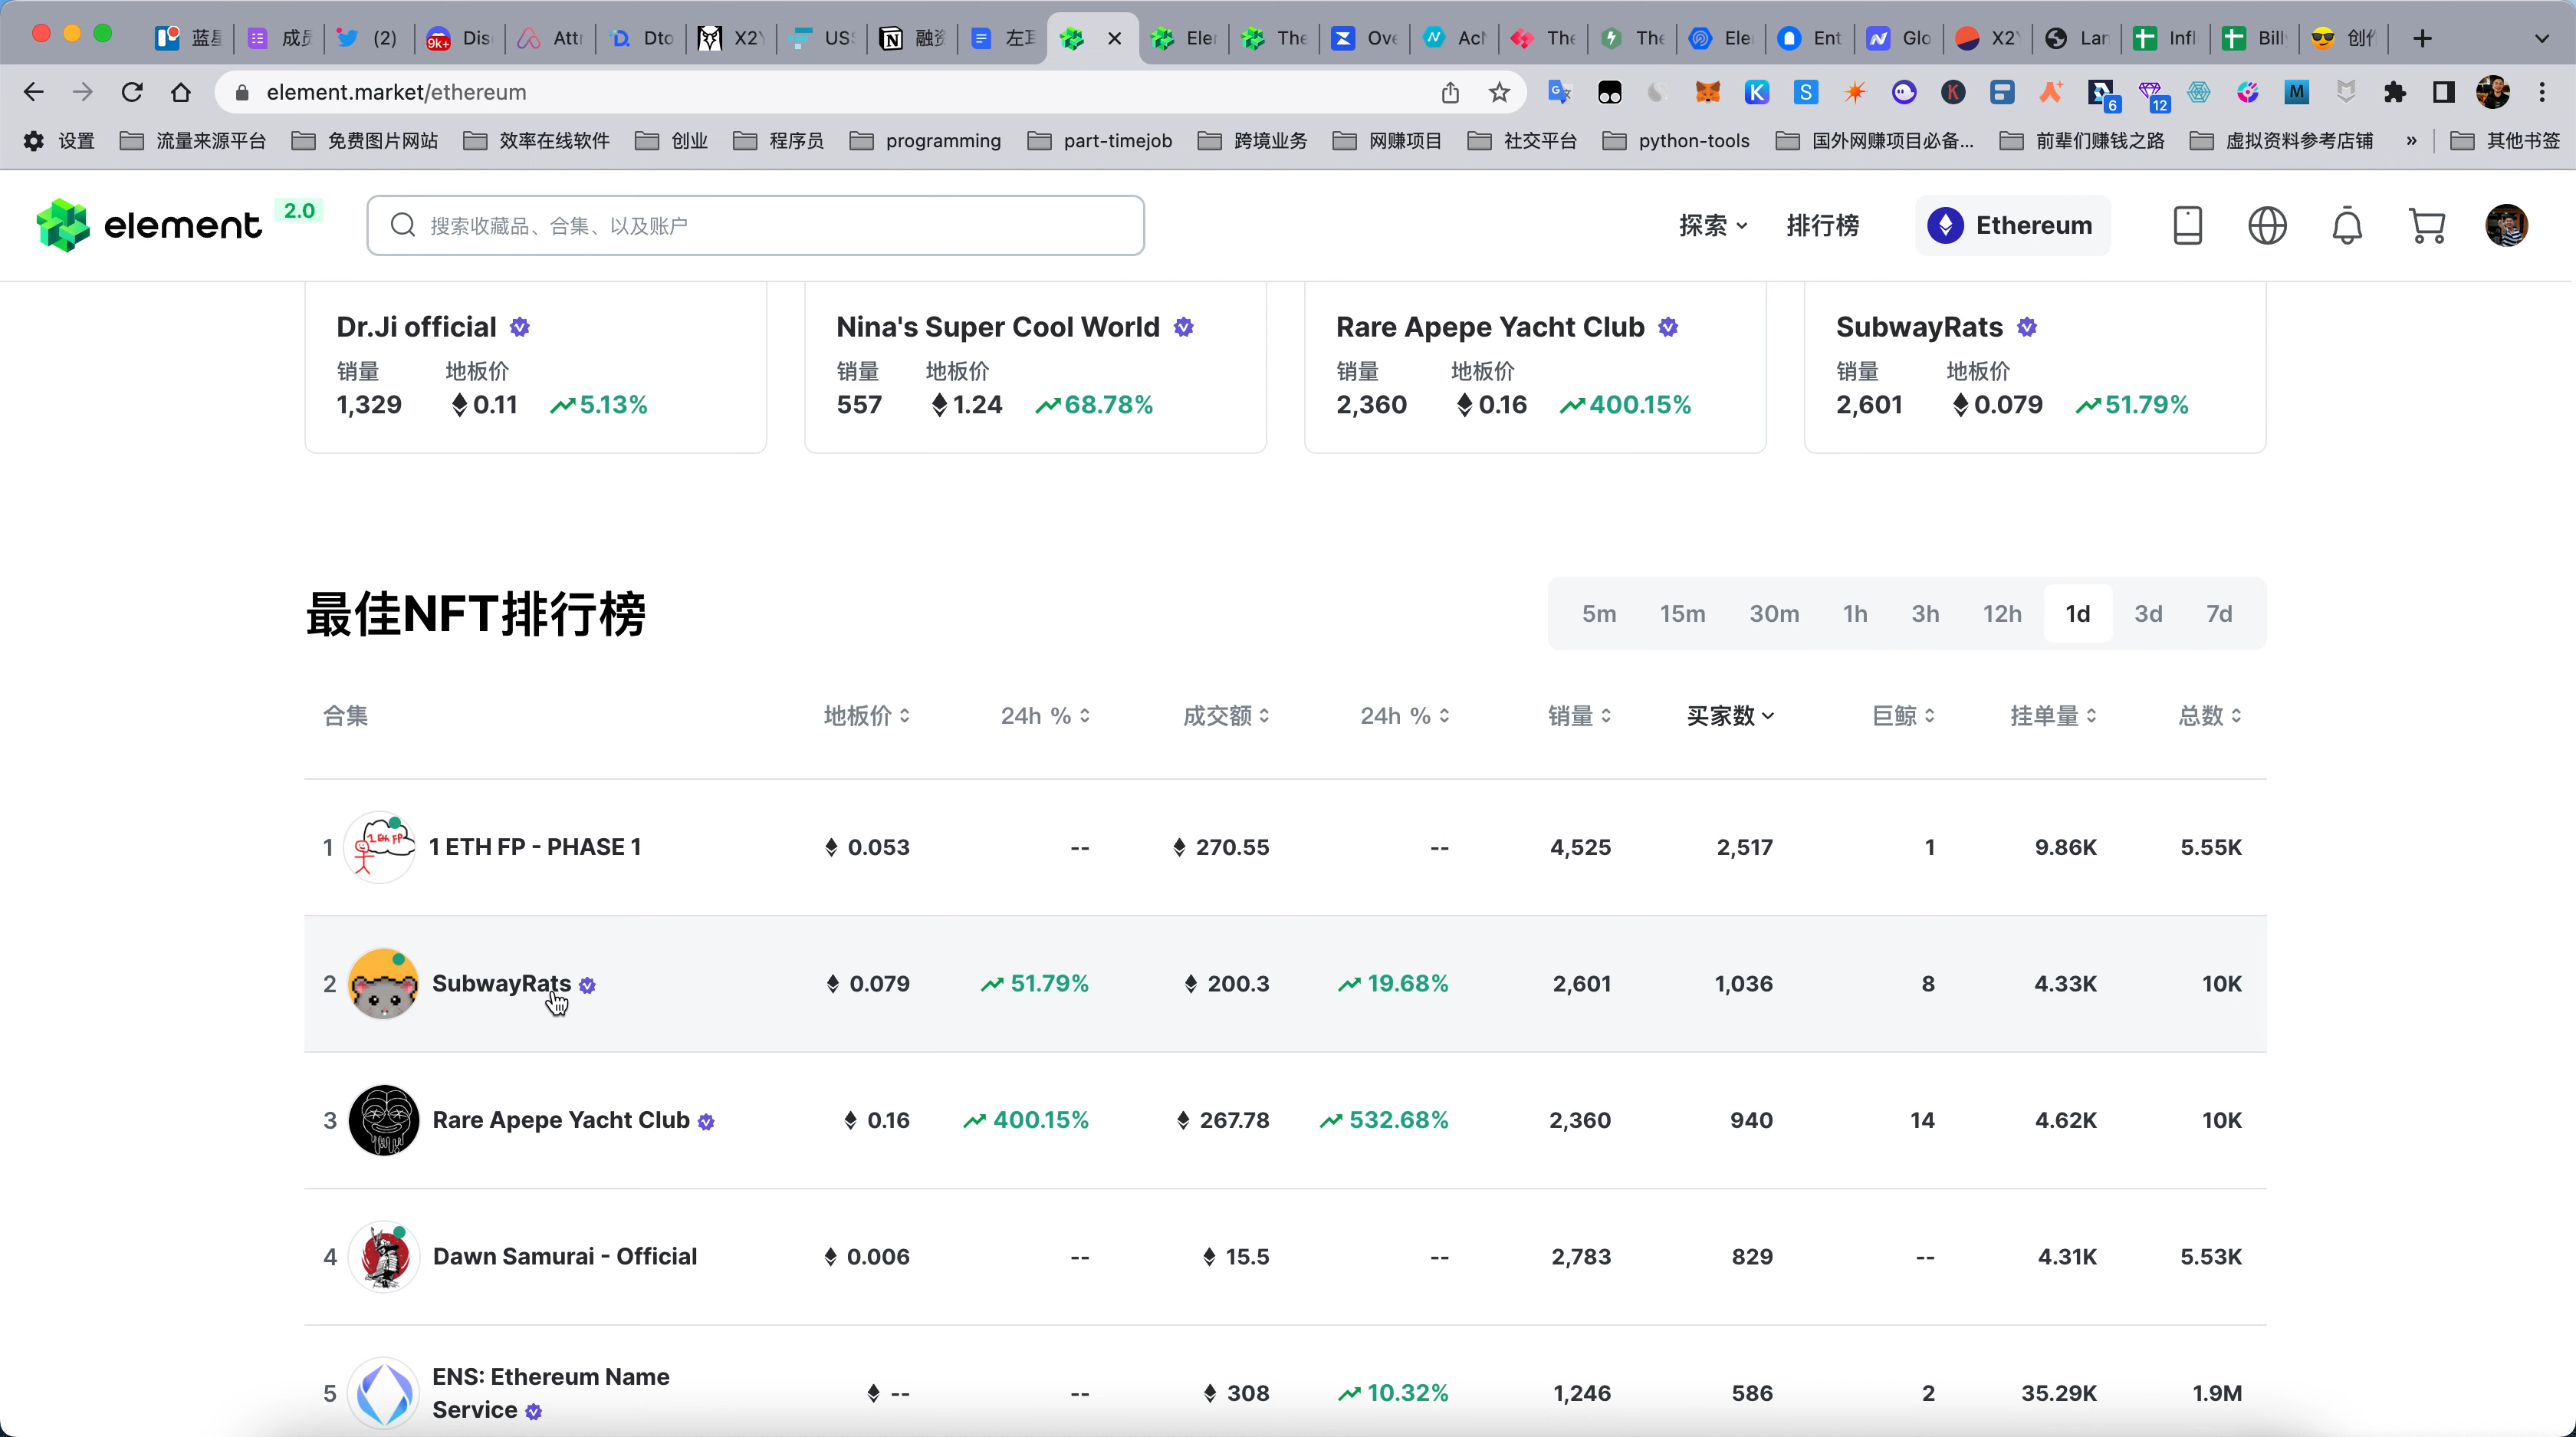 蓝星 成员 (2) Dis Attr Dto X2Y US 融资 左耳 Eler The Ove The The Ele Ent Glo X2Y Lar Infl Bill 创作
9k+
element.market/ethereum
6 12
设置 流量来源平台 免费图片网站 效率在线软件 创业 程序员 programming part-timejob 跨境业务 网赚项目 社交平台 python-tools 国外网赚项目必备... 前辈们赚钱之路 虚拟资料参考店铺 » 其他书签
element 2.0 搜索收藏品、合集、以及账户 探索 排行榜 Ethereum
Dr.Ji official Nina's Super Cool World Rare Apepe Yacht Club SubwayRats
销量 地板价 销量 地板价 销量 地板价 销量 地板价
1,329 0.11 5.13% 557 1.24 68.78% 2,360 0.16 400.15% 2,601 0.079 51.79%
最佳NFT排行榜 5m 15m 30m 1h 3h 12h 1d 3d 7d
合集 地板价 24h % 成交额 24h % 销量 买家数 巨鲸 挂单量 总数
1 1 ETH FP - PHASE 1 0.053 -- 270.55 -- 4,525 2,517 1 9.86K 5.55K
2 SubwayRats 0.079 51.79% 200.3 19.68% 2,601 1,036 8 4.33K 10K
3 Rare Apepe Yacht Club 0.16 400.15% 267.78 532.68% 2,360 940 14 4.62K 10K
4 Dawn Samurai - Official 0.006 -- 15.5 -- 2,783 829 -- 4.31K 5.53K
5 ENS: Ethereum Name Service -- -- 308 10.32% 1,246 586 2 35.29K 1.9M